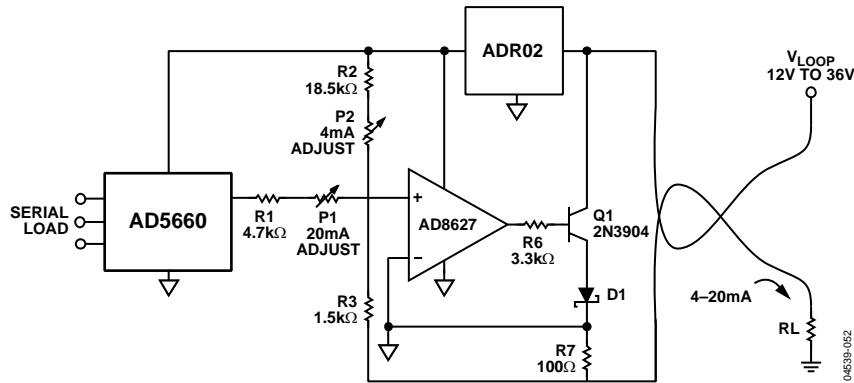 ADR02
V_LOOP
12V TO 36V
R2
18.5kΩ
P2
4mA
ADJUST
SERIAL
LOAD
AD5660
R1
4.7kΩ
P1
20mA
ADJUST
+
−
AD8627
R6
3.3kΩ
Q1
2N3904
D1
4–20mA
RL
R3
1.5kΩ
R7
100Ω
04539-052